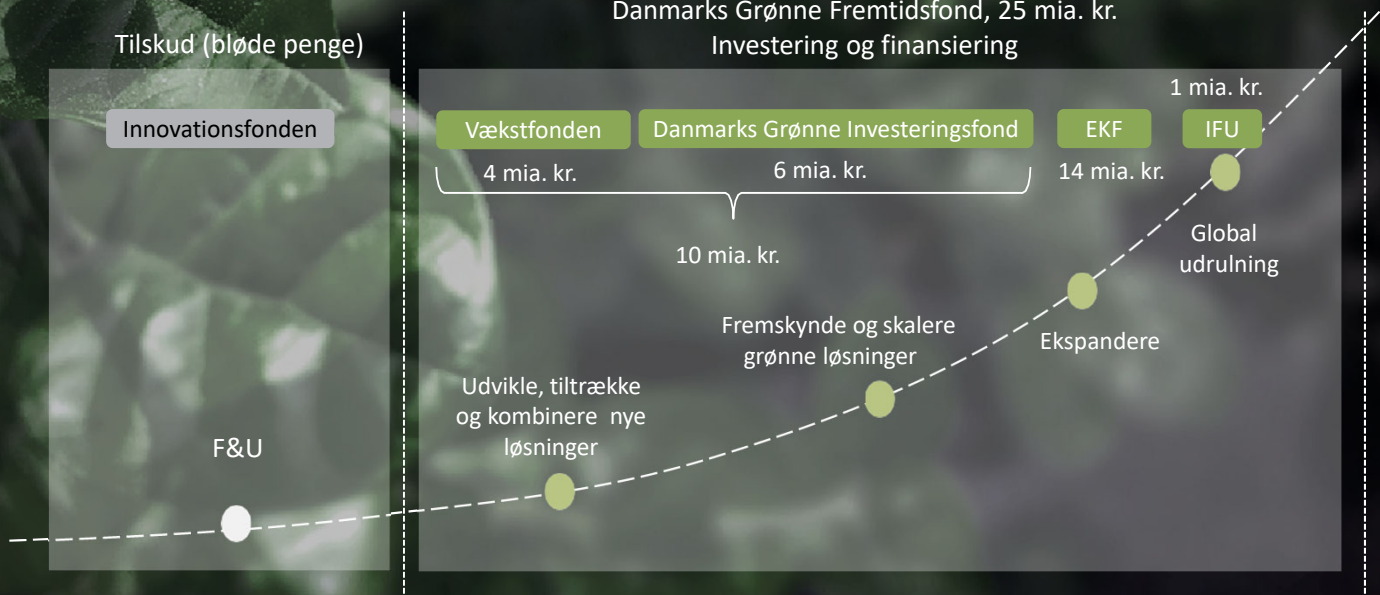 Danmarks Grønne Fremtidsfond, 25 mia. kr.
Investering og finansiering
Tilskud (bløde penge)
Innovationsfonden
Vækstfonden
Danmarks Grønne Investeringsfond
EKF
1 mia. kr.
IFU
4 mia. kr.
6 mia. kr.
14 mia. kr.
10 mia. kr.
Global
udrulning
Ekspandere
Fremskynde og skalere
grønne løsninger
Udvikle, tiltrække
og kombinere nye
løsninger
F&U